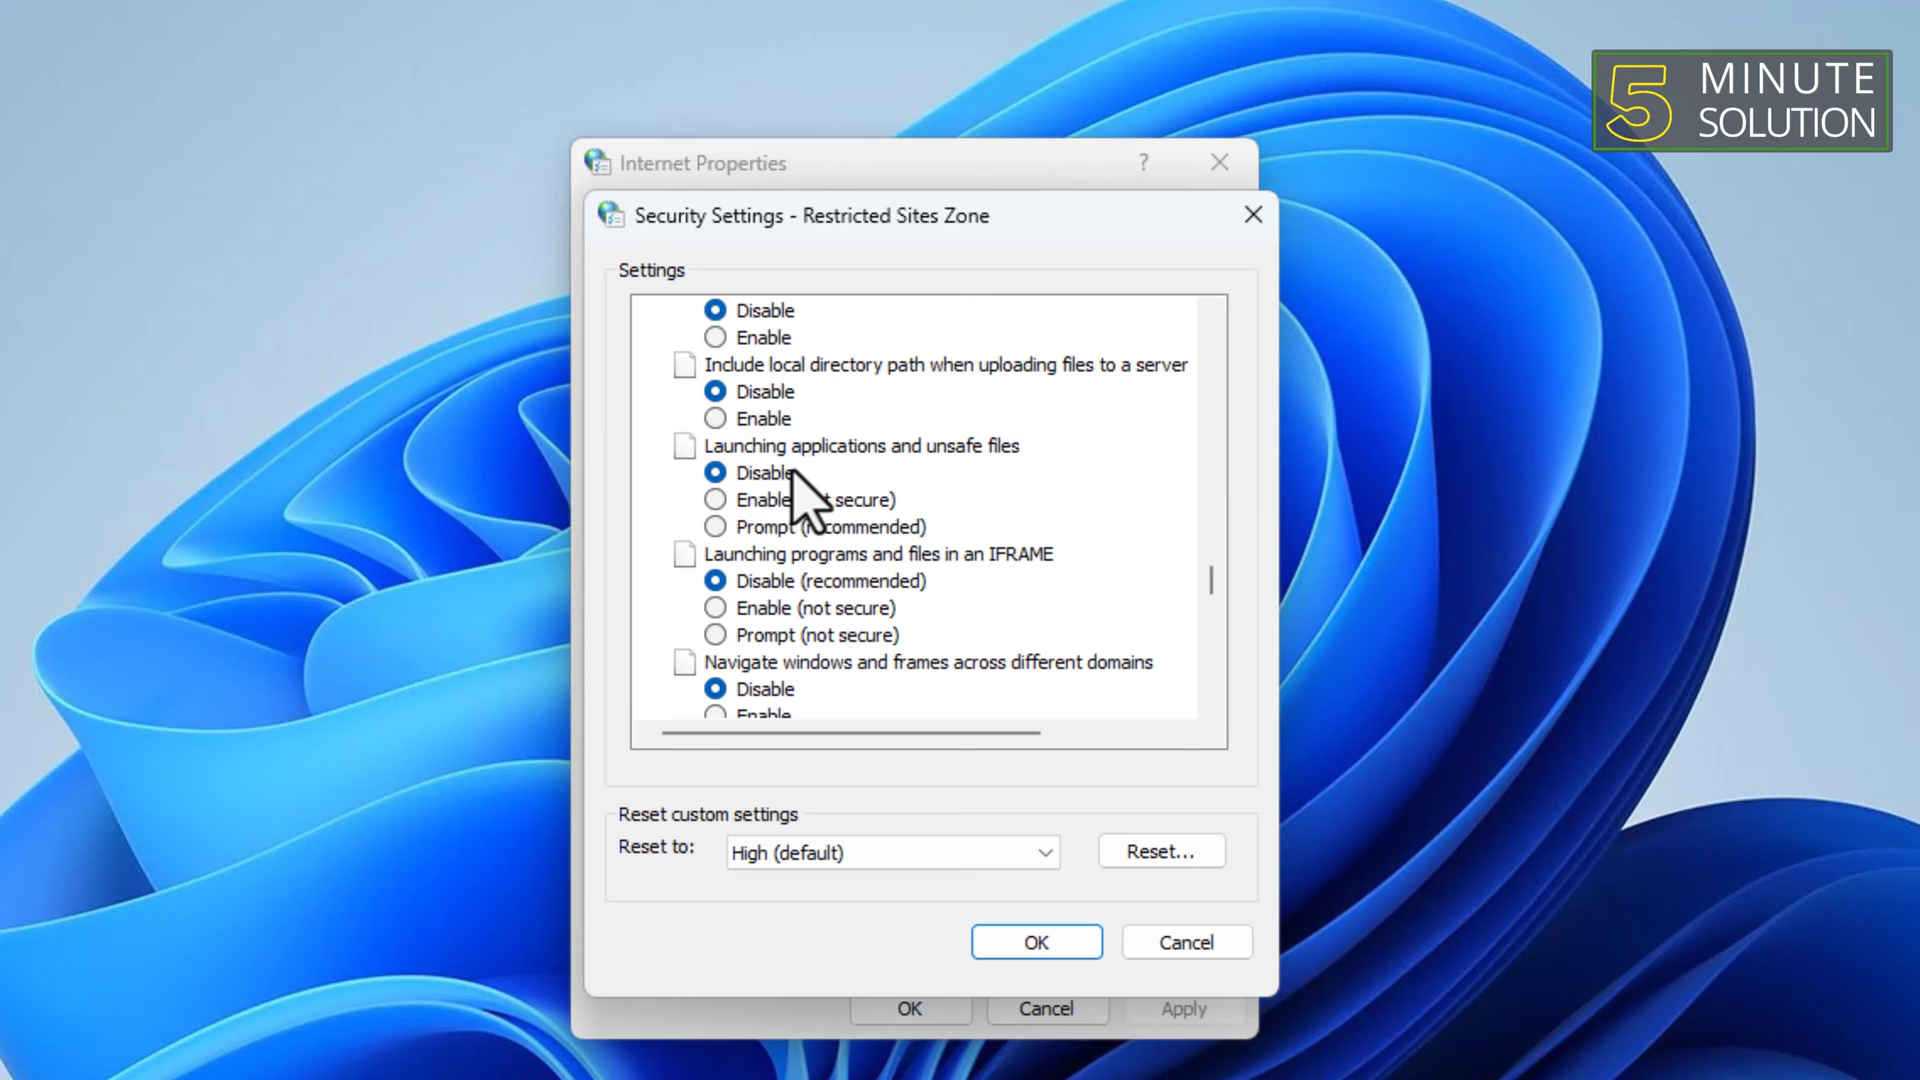 5 MINUTE
SOLUTION
Internet Properties
?
Security Settings - Restricted Sites Zone
Settings
Disable
Enable
Include local directory path when uploading files to a server
Disable
Enable
Launching applications and unsafe files
Disable
Enable secure)
Prompt
Launching programs and files in an IFRAME
Disable (recommended)
Enable (not secure)
Prompt (not secure)
Navigate windows and frames across different domains
Disable
Enable
Reset custom settings
Reset to:
High (default)
Reset...
OK
Cancel
OK
Cancel
Apply